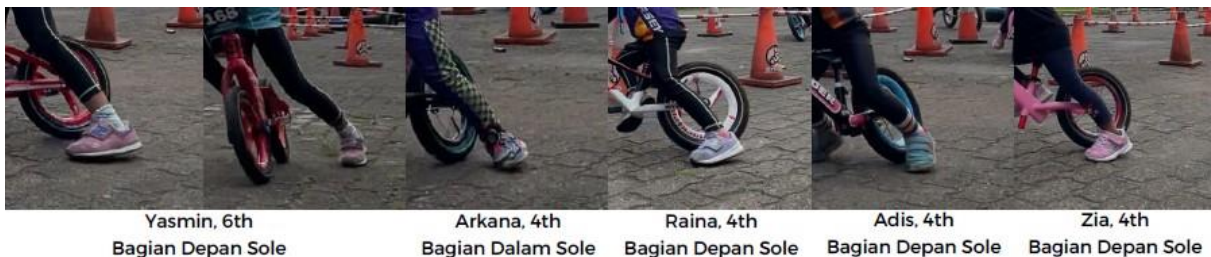 168
Yasmin, 6th
Bagian Depan Sole
Arkana, 4th
Bagian Dalam Sole
Raina, 4th
Bagian Depan Sole
Adis, 4th
Bagian Depan Sole
Zia, 4th
Bagian Depan Sole